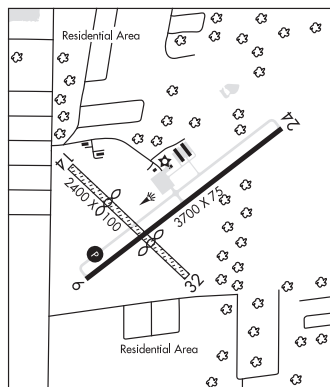 Residential Area
24
14
2400 X 100
3700 X 75
P
6
32
Residential Area